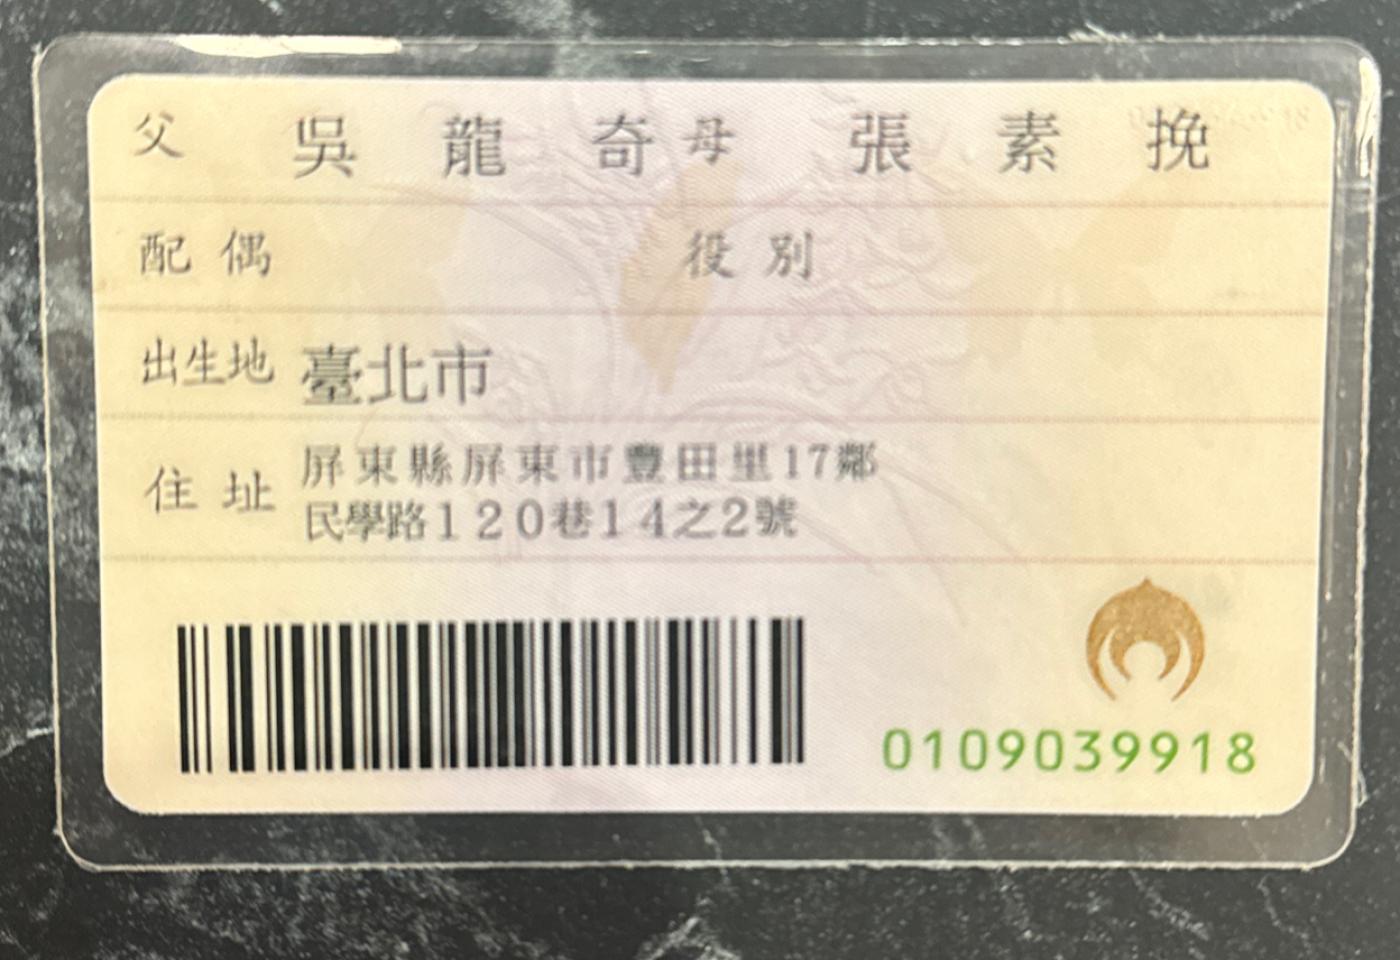 父 吳龍奇 母 張素挽
配偶 役別
出生地 臺北市
住址 屏東縣屏東市豐田里17鄰
民學路120巷14之2號
0109039918